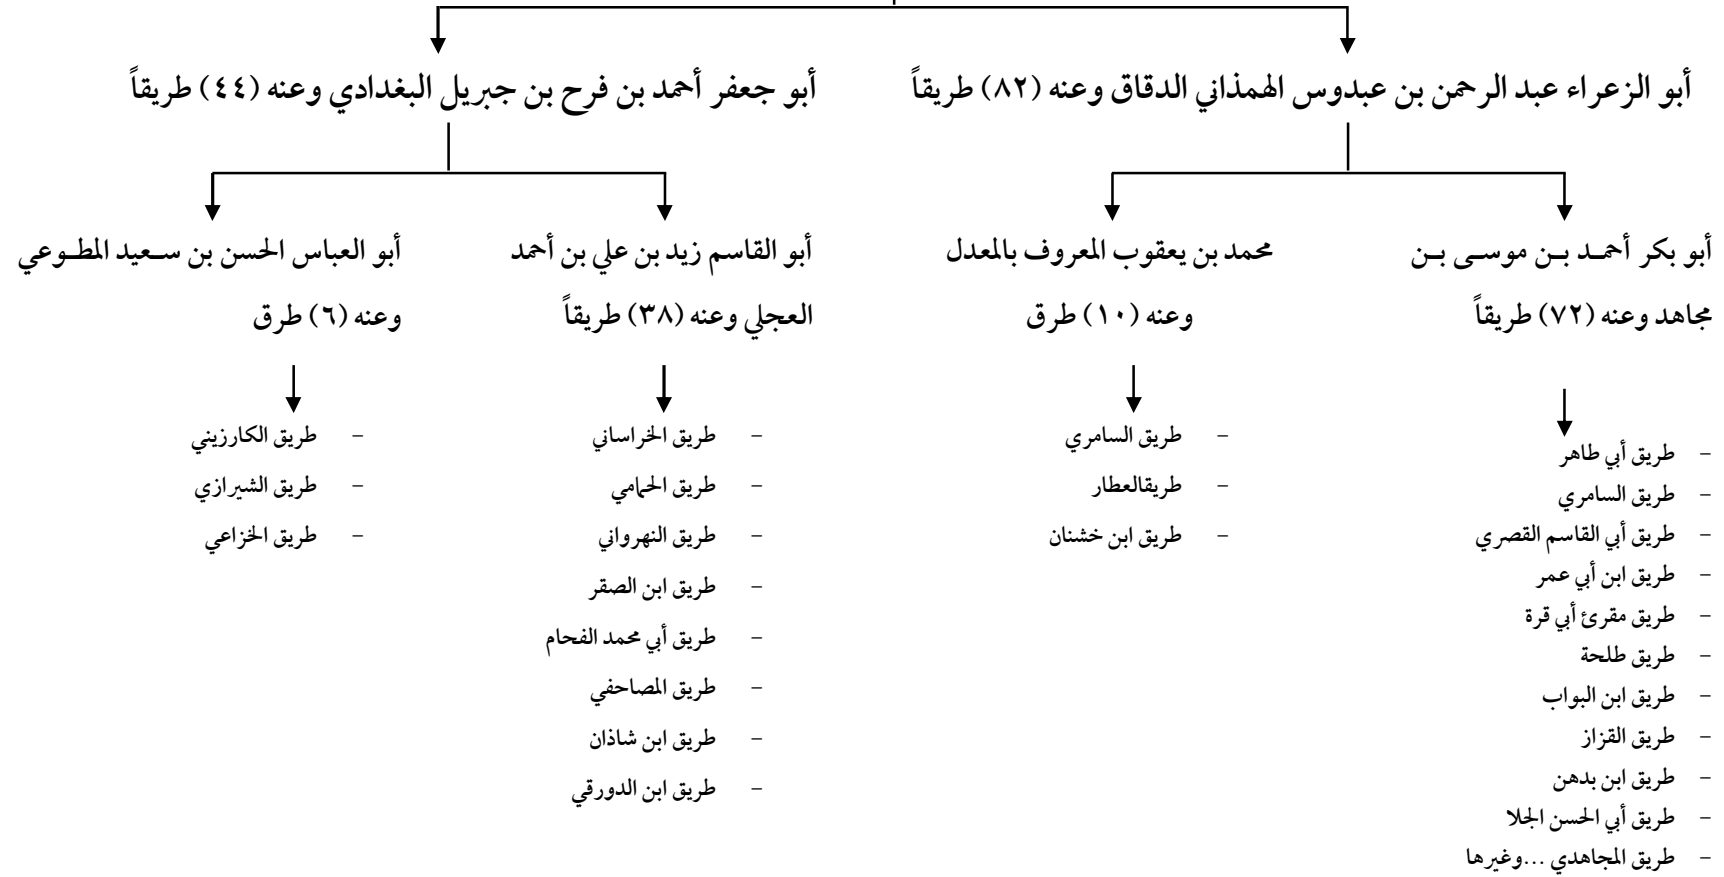 أبو الزعراء عبد الرحمن بن عبدوس الهمذاني الدقاق وعنه (٨٢) طريقاً
أبو جعفر أحمد بن فرح بن جبريل البغدادي وعنه (٤٤) طريقاً
أبو بكر أحمـد بـن موسـى بـن
مجاهد وعنه (٧٢) طريقاً
محمد بن يعقوب المعروف بالمعدل
وعنه (١٠) طرق
أبو القاسم زيد بن علي بن أحمد
العجلي وعنه (٣٨) طريقاً
أبو العباس الحسن بن سـعيد المطـوعي
وعنه (٦) طرق
- طريق أبي طاهر
- طريق السامري
- طريق أبي القاسم القصري
- طريق ابن أبي عمر
- طريق مقرئ أبي قرة
- طريق طلحة
- طريق ابن البواب
- طريق القزاز
- طريق ابن بدهن
- طريق أبي الحسن الجلا
- طريق المجاهدي ...وغيرها
- طريق السامري
- طريقالعطار
- طريق ابن خشنان
- طريق الخراساني
- طريق الحمامي
- طريق النهرواني
- طريق ابن الصقر
- طريق أبي محمد الفحام
- طريق المصاحفي
- طريق ابن شاذان
- طريق ابن الدورقي
- طريق الكارزيني
- طريق الشيرازي
- طريق الخزاعي